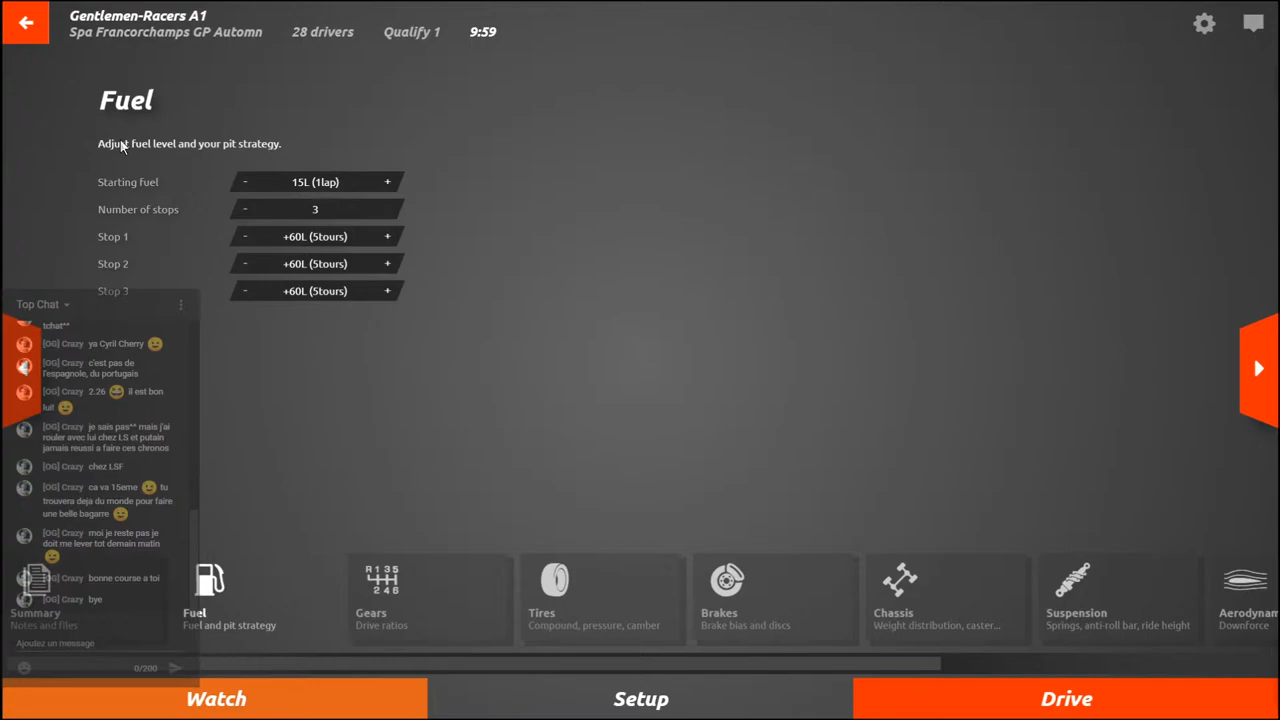 Gentlemen-Racers A1
Spa Francorchamps GP Automn 28 drivers Qualify 1 9:59
Fuel
Adjust fuel level and your pit strategy.
Starting fuel - 15L (1lap) +
Number of stops - 3
Stop 1 - +60L (5tours) +
Stop 2 - +60L (5tours) +
Stop 3 - +60L (5tours) +
Top Chat
tchat**
[OG] Crazy ya Cyril Cherry
[OG] Crazy c'est pas de
l'espagnole, du portugais
[OG] Crazy 2.26 il est bon
lui!
[OG] Crazy je sais pas** mais j'ai
rouler avec lui chez LS et putain
jamais reussi a faire ces chronos
[OG] Crazy chez LSF
[OG] Crazy ca va 15eme tu
trouvera deja du monde pour faire
une belle bagarre
[OG] Crazy moi je reste pas je
doit me lever tot demain matin
[OG] Crazy bonne course a toi
[OG] Crazy bye
Ajoutez un message
0/200
Summary
Notes and files
Fuel
Fuel and pit strategy
R 1 3 5
2 4 6
Gears
Drive ratios
Tires
Compound, pressure, camber
Brakes
Brake bias and discs
Chassis
Weight distribution, caster...
Suspension
Springs, anti-roll bar, ride height
Aerodynam
Downforce
Watch Setup Drive